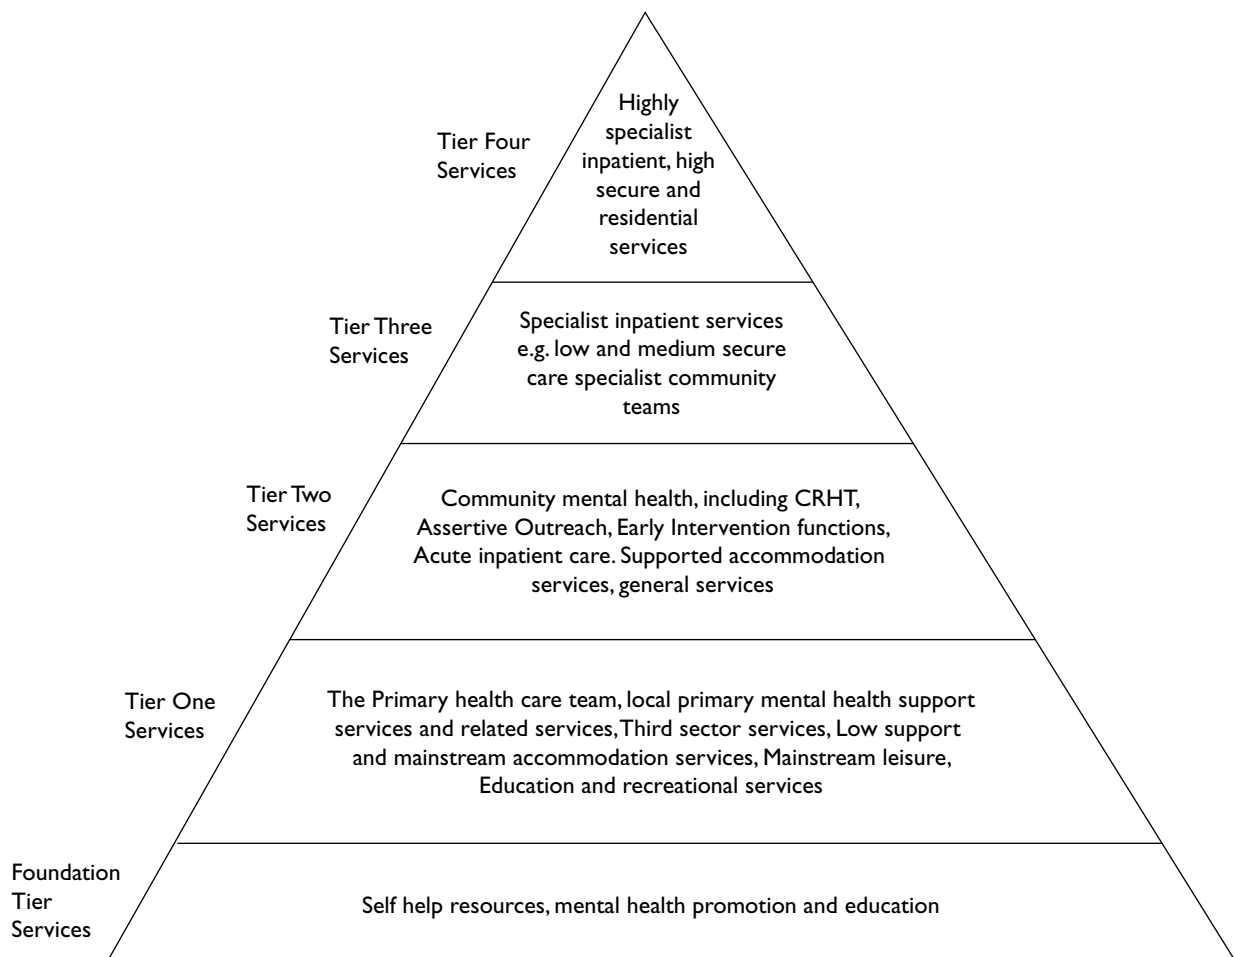 Tier Four
Services
Highly
specialist
inpatient, high
secure and
residential
services
Tier Three
Services
Specialist inpatient services
e.g. low and medium secure
care specialist community
teams
Tier Two
Services
Community mental health, including CRHT,
Assertive Outreach, Early Intervention functions,
Acute inpatient care. Supported accommodation
services, general services
Tier One
Services
The Primary health care team, local primary mental health support
services and related services, Third sector services, Low support
and mainstream accommodation services, Mainstream leisure,
Education and recreational services
Foundation
Tier
Services
Self help resources, mental health promotion and education